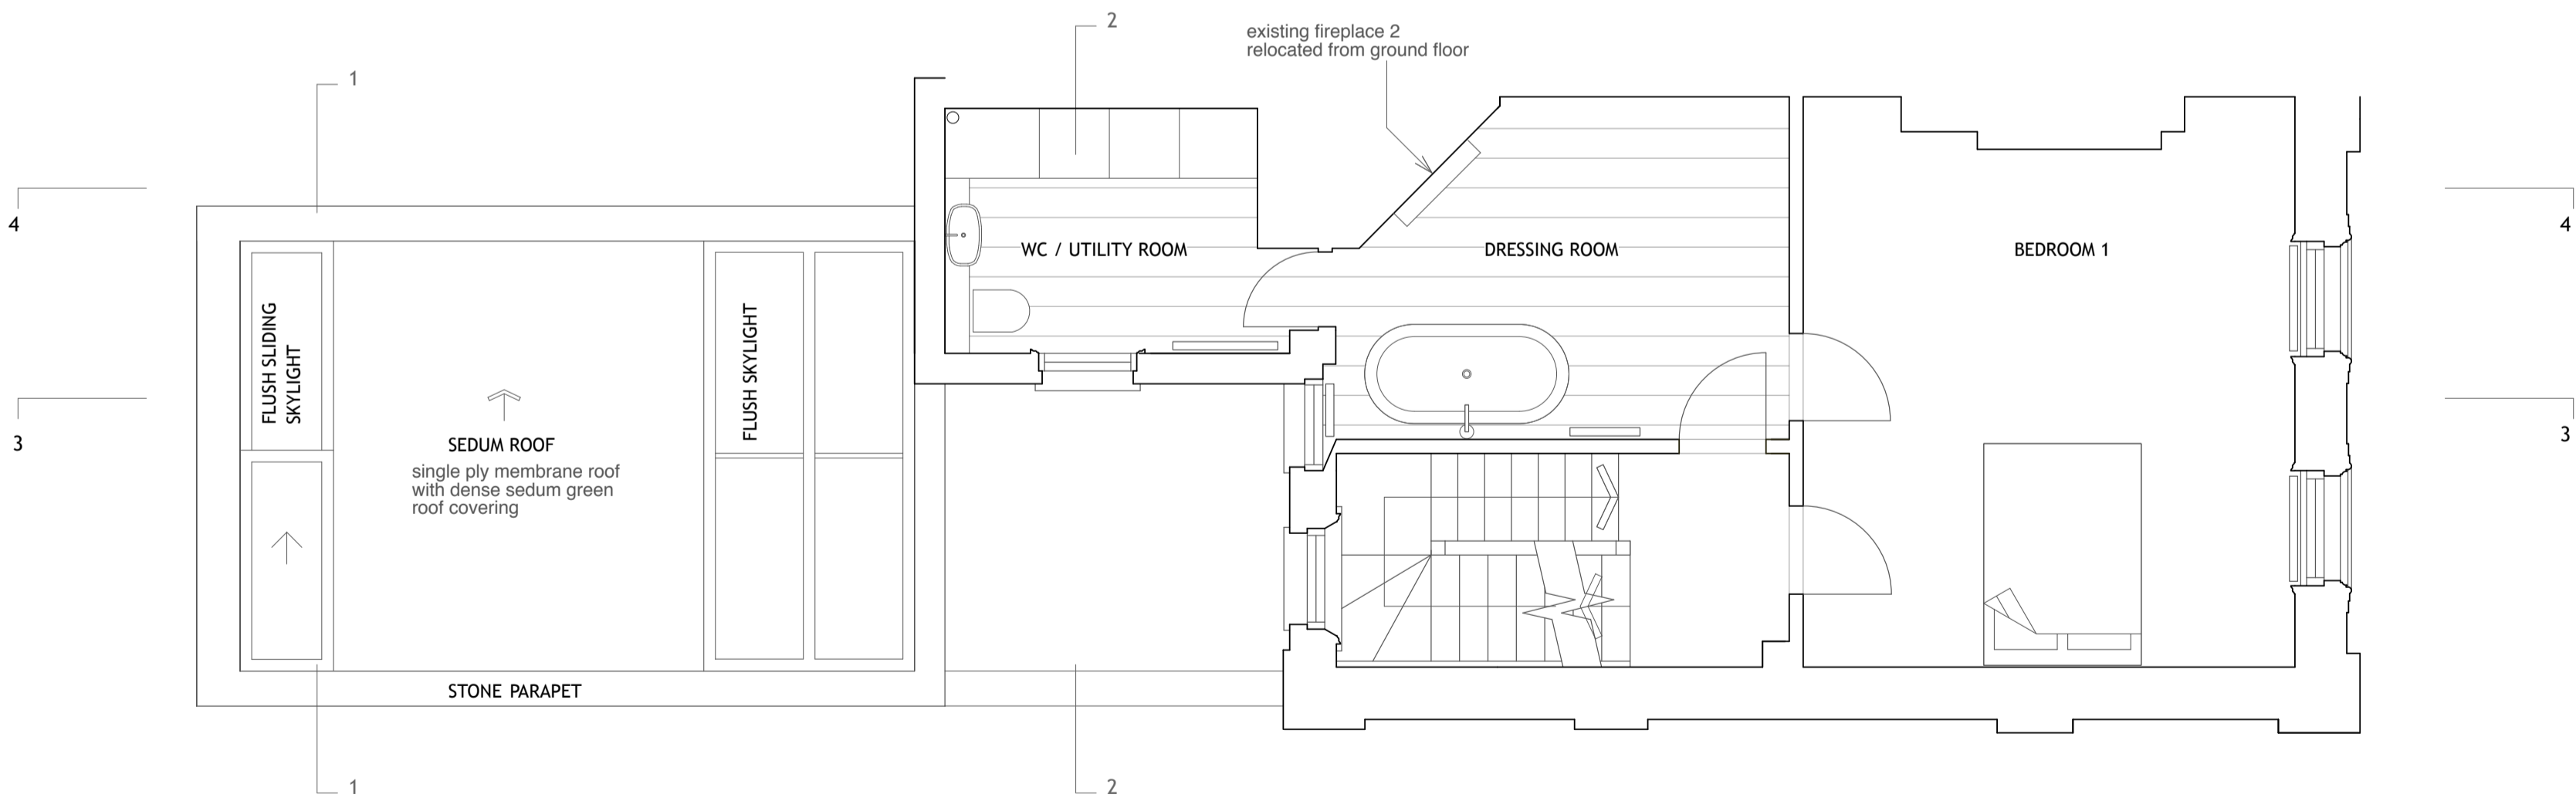 2
existing fireplace 2
relocated from ground floor
1
4
4
WC / UTILITY ROOM
DRESSING ROOM
BEDROOM 1
FLUSH SLIDING
SKYLIGHT
FLUSH SKYLIGHT
3
3
SEDUM ROOF
single ply membrane roof
with dense sedum green
roof covering
STONE PARAPET
1
2